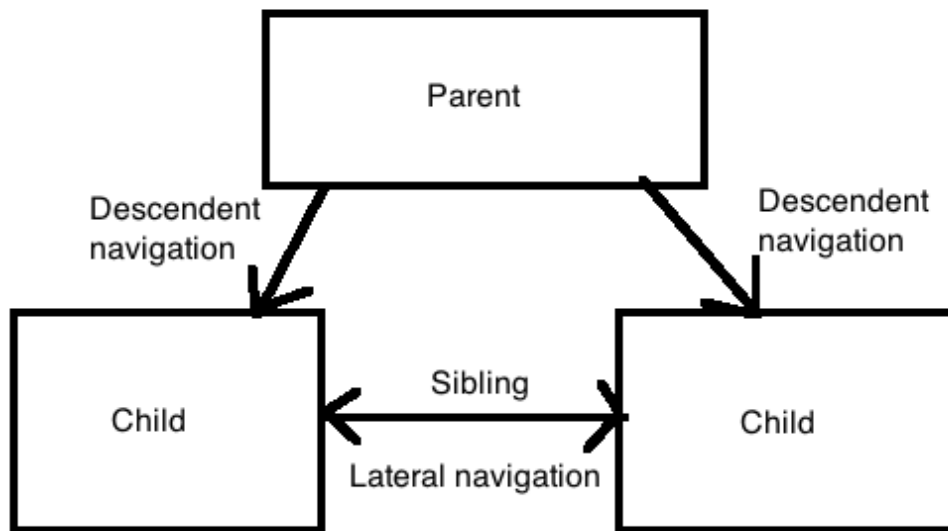 Parent
Descendent
navigation
Descendent
navigation
Sibling
Child
Child
Lateral navigation